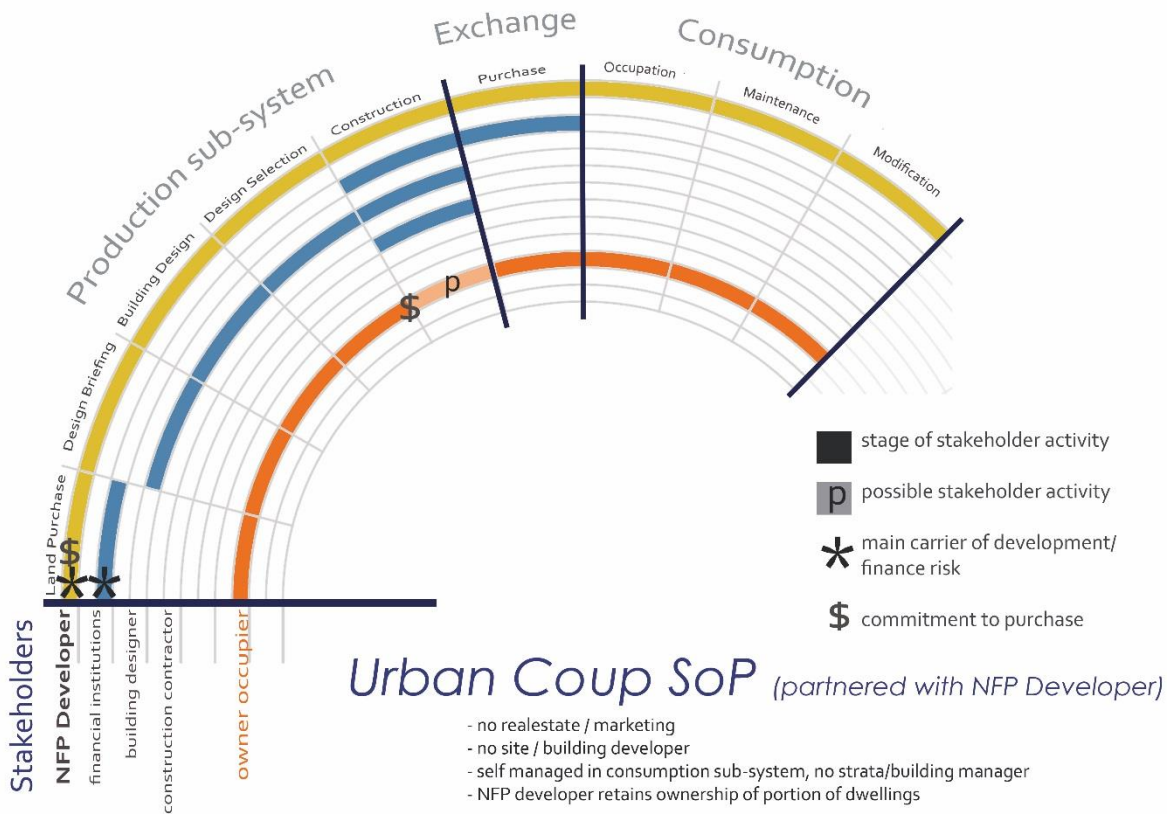 Production sub-system
Exchange
Consumption
Land Purchase
Design Briefing
Building Design
Design Selection
Construction
Purchase
Occupation
Maintenance
Modification
$
p
$
* *
Stakeholders
NFP Developer
financial institutions
building designer
construction contractor
owner occupier
stage of stakeholder activity
p possible stakeholder activity
* main carrier of development/
finance risk
$ commitment to purchase
Urban Coup SoP (partnered with NFP Developer)
- no realestate / marketing
- no site / building developer
- self managed in consumption sub-system, no strata/building manager
- NFP developer retains ownership of portion of dwellings